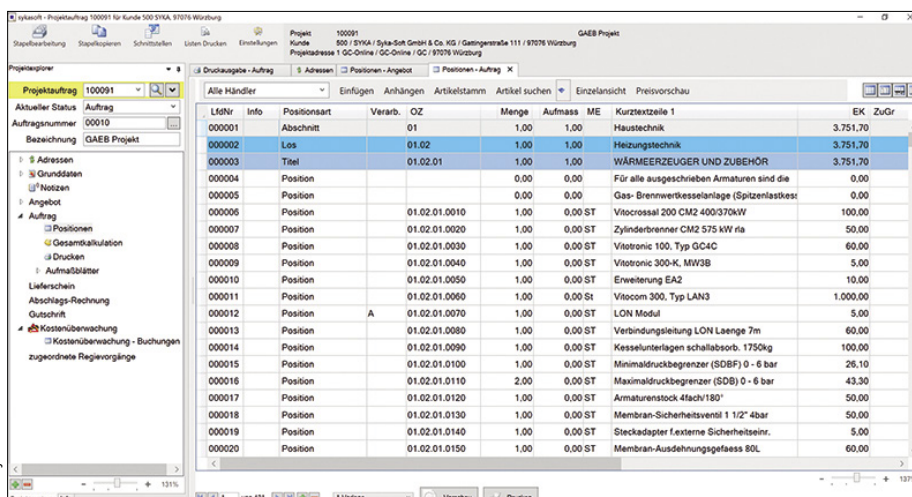 sykasoft - Projektauftrag 100091 für Kunde 500 SYKA, 97076 Würzburg
Stapelbearbeitung Stapelkopieren Schnittstellen Listen Drucken Einstellungen
Projekt 100091 GAEB Projekt
Kunde 500 / SYKA / Syka-Soft GmbH & Co. KG / Gattingerstraße 111 / 97076 Würzburg
Projektadresse 1 GC-Online / GC-Online / GC / 97076 Würzburg
Projektexplorer
Druckausgabe - Auftrag Adressen Positionen - Angebot Positionen - Auftrag X
Projektauftrag 100091
Aktueller Status Auftrag
Auftragsnummer 00010
Bezeichnung GAEB Projekt
Adressen
Grunddaten
Notizen
Angebot
Auftrag
Positionen
Gesamtkalkulation
Drucken
Aufmaßblätter
Lieferschein
Abschlags-Rechnung
Gutschrift
Kostenüberwachung
Kostenüberwachung - Buchungen
zugeordnete Regievorgänge
131%
Alle Händler Einfügen Anhängen Artikelstamm Artikel suchen Einzelansicht Preisvorschau
LfdNr Info Positionsart Verarb. OZ Menge Aufmass ME Kurztextzeile 1 EK ZuGr
000001 Abschnitt 01 1,00 1,00 Haustechnik 3.751,70
000002 Los 01.02 1,00 1,00 Heizungstechnik 3.751,70
000003 Titel 01.02.01 1,00 1,00 WÄRMEERZEUGER UND ZUBEHÖR 3.751,70
000004 Position 0,00 0,00 Für alle ausgeschrieben Armaturen sind die 0,00
000005 Position 0,00 0,00 Gas- Brennwertkesselanlage (Spitzenlastkess 0,00
000006 Position 01.02.01.0010 1,00 0,00 ST Vitocrossal 200 CM2 400/370kW 100,00
000007 Position 01.02.01.0020 1,00 0,00 ST Zylinderbrenner CM2 575 kW rla 50,00
000008 Position 01.02.01.0030 1,00 0,00 ST Vitotronic 100, Typ GC4C 60,00
000009 Position 01.02.01.0040 1,00 0,00 ST Vitotronic 300-K, MW3B 5,00
000010 Position 01.02.01.0050 1,00 0,00 ST Erweiterung EA2 10,00
000011 Position 01.02.01.0060 1,00 0,00 St Vitocom 300, Typ LAN3 1.000,00
000012 Position A 01.02.01.0070 1,00 0,00 ST LON Modul 5,00
000013 Position 01.02.01.0080 1,00 0,00 ST Verbindungsleitung LON Laenge 7m 60,00
000014 Position 01.02.01.0090 1,00 0,00 ST Kesselunterlagen schallabsorb. 1750kg 100,00
000015 Position 01.02.01.0100 1,00 0,00 ST Minimaldruckbegrenzer (SDBF) 0 - 6 bar 26,10
000016 Position 01.02.01.0110 2,00 0,00 ST Maximaldruckbegrenzer (SDB) 0 - 6 bar 43,30
000017 Position 01.02.01.0120 1,00 0,00 ST Armaturenstock 4fach/180° 50,00
000018 Position 01.02.01.0130 1,00 0,00 ST Membran-Sicherheitsventil 1 1/2" 4bar 50,00
000019 Position 01.02.01.0140 1,00 0,00 ST Steckadapter f.externe Sicherheitseinr. 5,00
000020 Position 01.02.01.0150 1,00 0,00 ST Membran-Ausdehnungsgefaess 80L 60,00